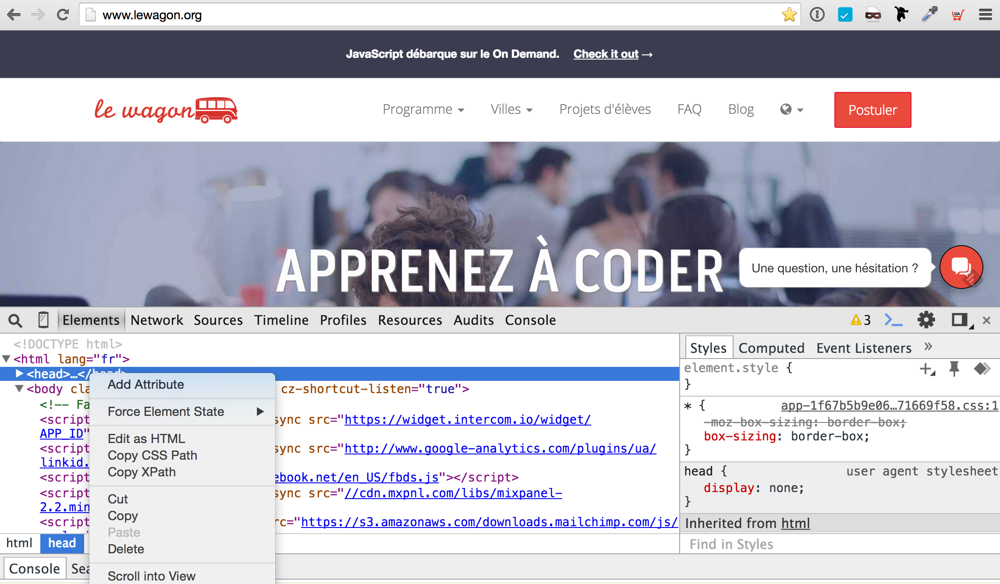 www.lewagon.org
GA
JavaScript débarque sur le On Demand. Check it out →
le wagon Programme Villes Projets d'élèves FAQ Blog Postuler
APPRENEZ À CODER
Une question, une hésitation ?
Elements Network Sources Timeline Profiles Resources Audits Console 3
<!DOCTYPE html>
<html lang="fr">
<head>…</head>
<body cla cz-shortcut-listen="true">
<!-- Fa
<script sync src="https://widget.intercom.io/widget/
APP_ID"
<script sync src="http://www.google-analytics.com/plugins/ua/
linkid.
<script ebook.net/en_US/fbds.js"></script>
<script sync src="//cdn.mxpnl.com/libs/mixpanel-
2.2.min
<script rc="https://s3.amazonaws.com/downloads.mailchimp.com/js/
html head
Console Sea
Add Attribute
Force Element State
Edit as HTML
Copy CSS Path
Copy XPath
Cut
Copy
Paste
Delete
Scroll into View
Styles Computed Event Listeners »
element.style {
}
* { app-1f67b5b9e06…71669f58.css:1
-moz-box-sizing: border-box;
box-sizing: border-box;
}
head { user agent stylesheet
display: none;
}
Inherited from html
Find in Styles